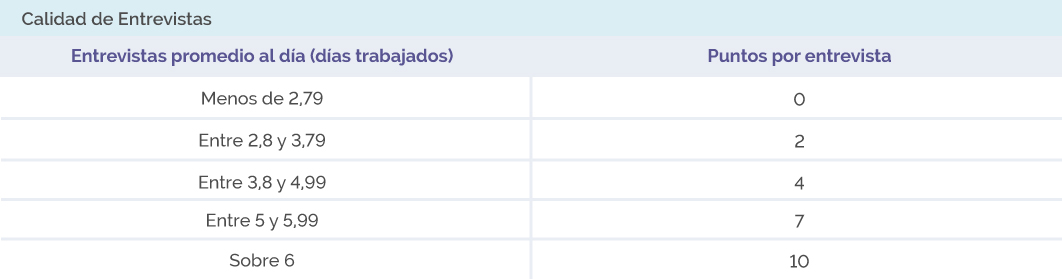 Calidad de Entrevistas
Entrevistas promedio al día (días trabajados) Puntos por entrevista
Menos de 2,79 0
Entre 2,8 y 3,79 2
Entre 3,8 y 4,99 4
Entre 5 y 5,99 7
Sobre 6 10